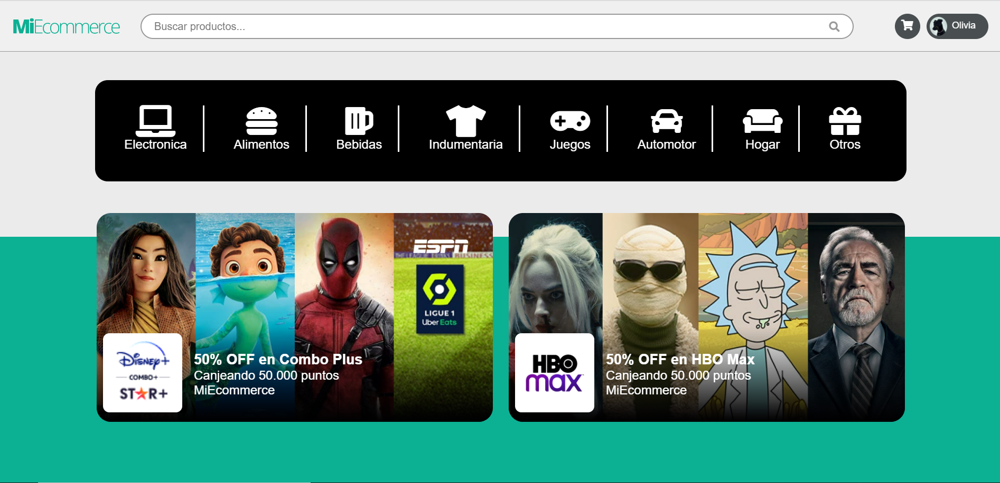 MiEcommerce
Buscar productos...
Olivia
Electronica
Alimentos
Bebidas
Indumentaria
Juegos
Automotor
Hogar
Otros
ESPN
BUSINESS
LIGUE 1
Uber Eats
Disney+
COMBO+
STAR+
50% OFF en Combo Plus
Canjeando 50.000 puntos
MiEcommerce
HBO
max
50% OFF en HBO Max
Canjeando 50.000 puntos
MiEcommerce